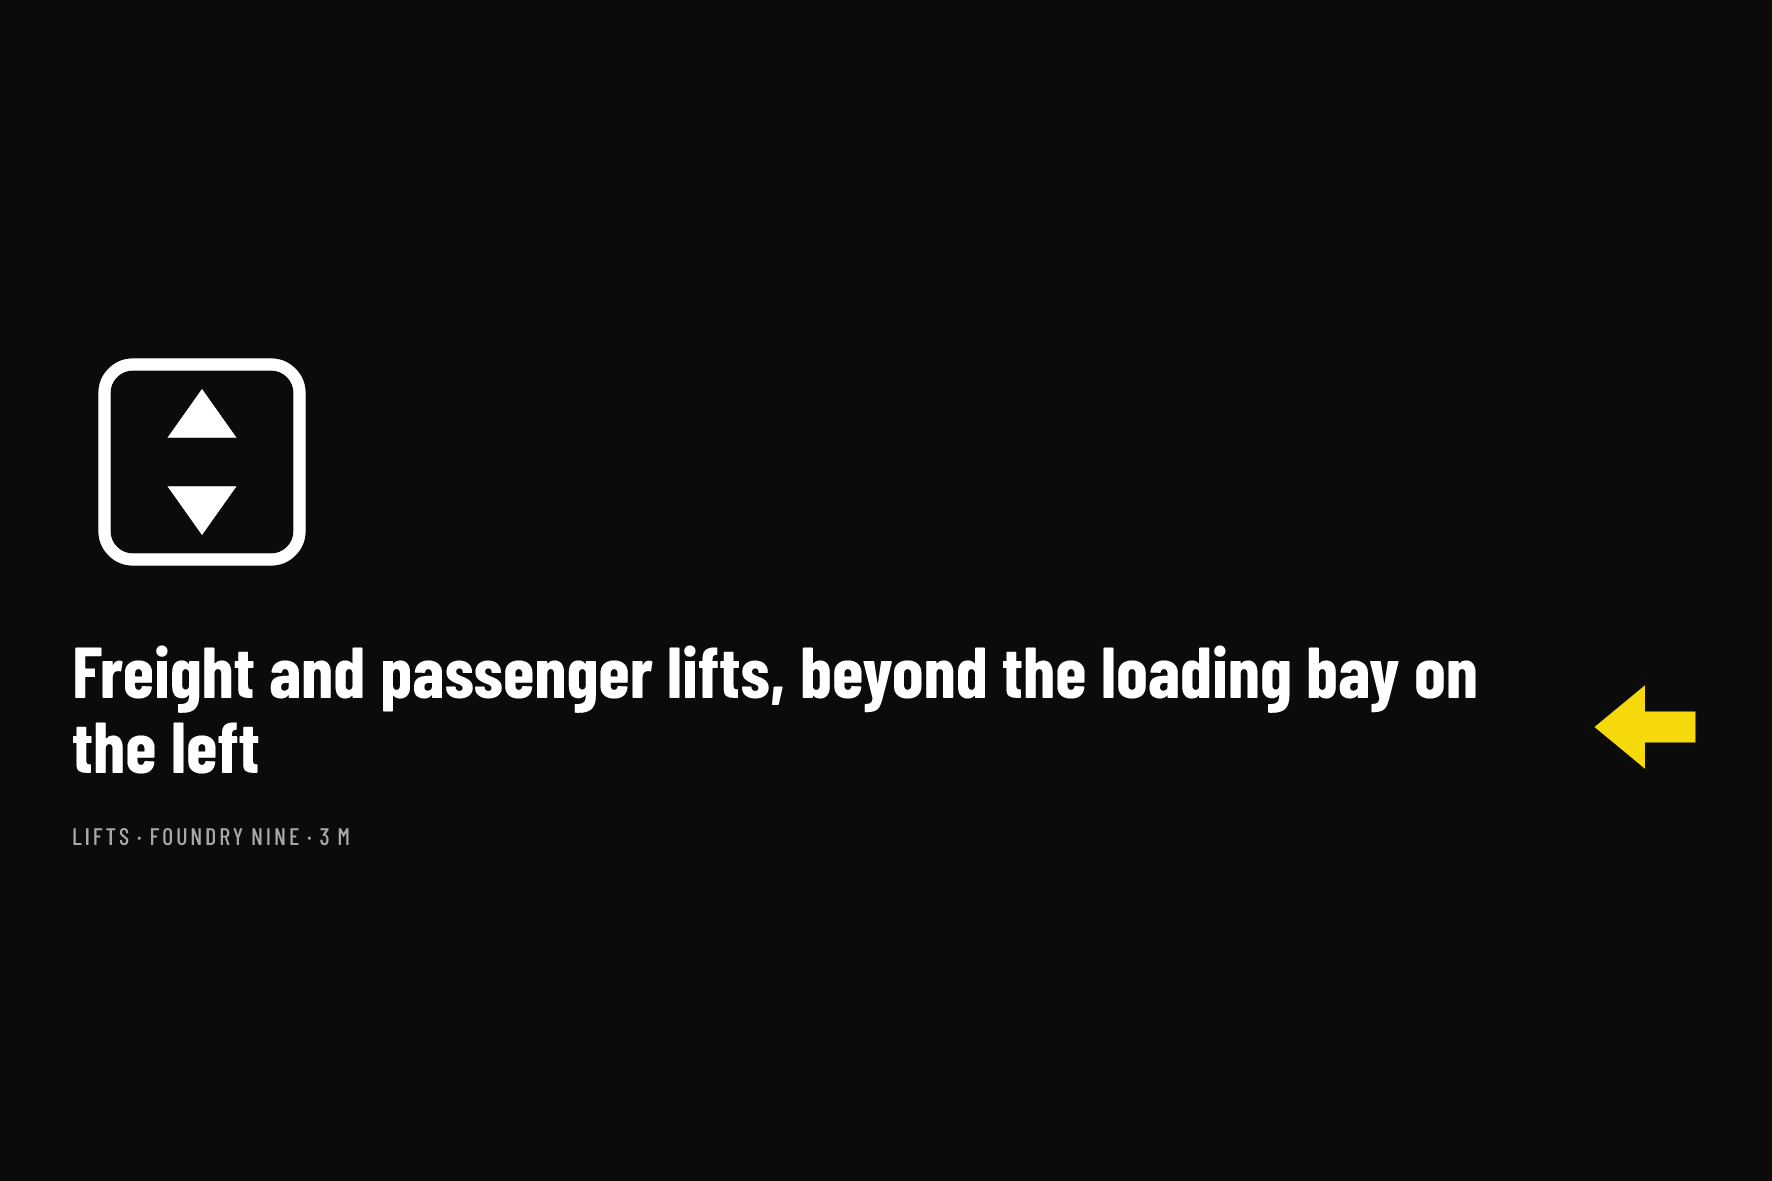 Freight and passenger lifts, beyond the loading bay on
the left
LIFTS · FOUNDRY NINE · 3 M